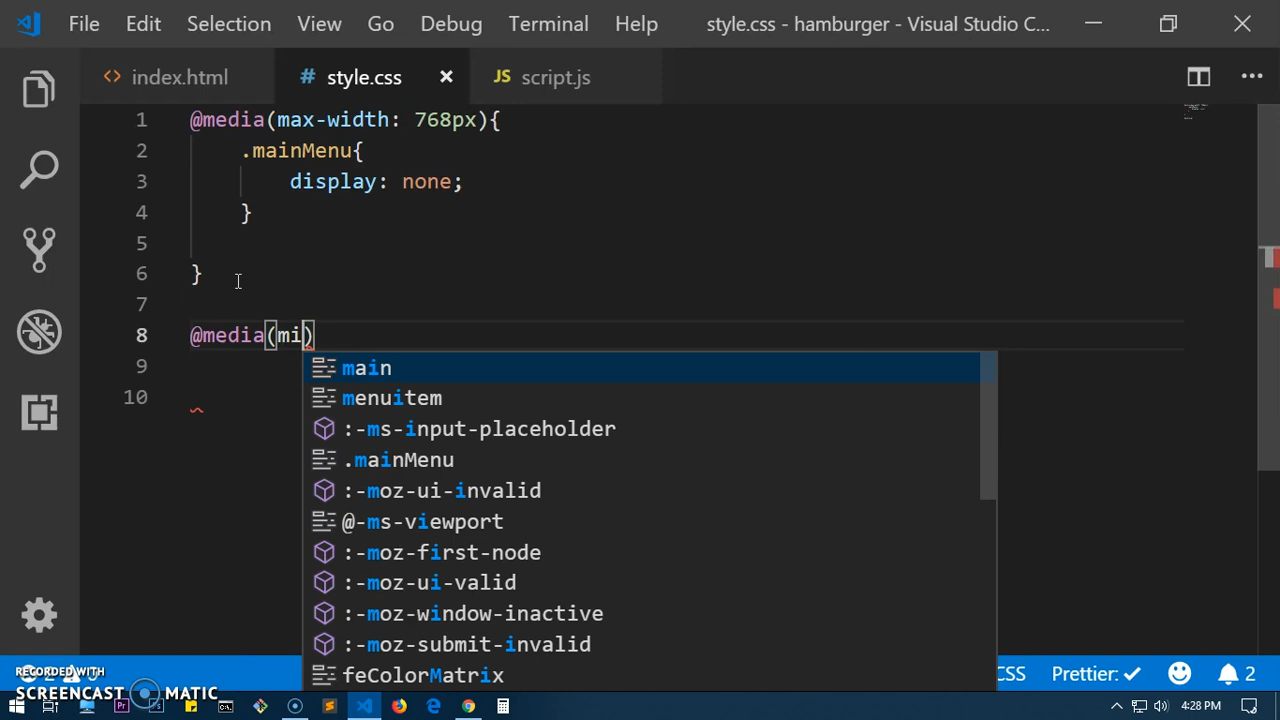 File Edit Selection View Go Debug Terminal Help style.css - hamburger - Visual Studio C...
<> index.html # style.css × JS script.js ...
1 @media(max-width: 768px){
2 .mainMenu{
3 display: none;
4 }
5
6 }
7
8 @media(mi)
9
10
main
menuitem
:-ms-input-placeholder
.mainMenu
:-moz-ui-invalid
@-ms-viewport
:-moz-first-node
:-moz-ui-valid
:-moz-window-inactive
:-moz-submit-invalid
feColorMatrix
CSS Prettier: ✓ 2
RECORDED WITH
SCREENCAST MATIC
4:28 PM